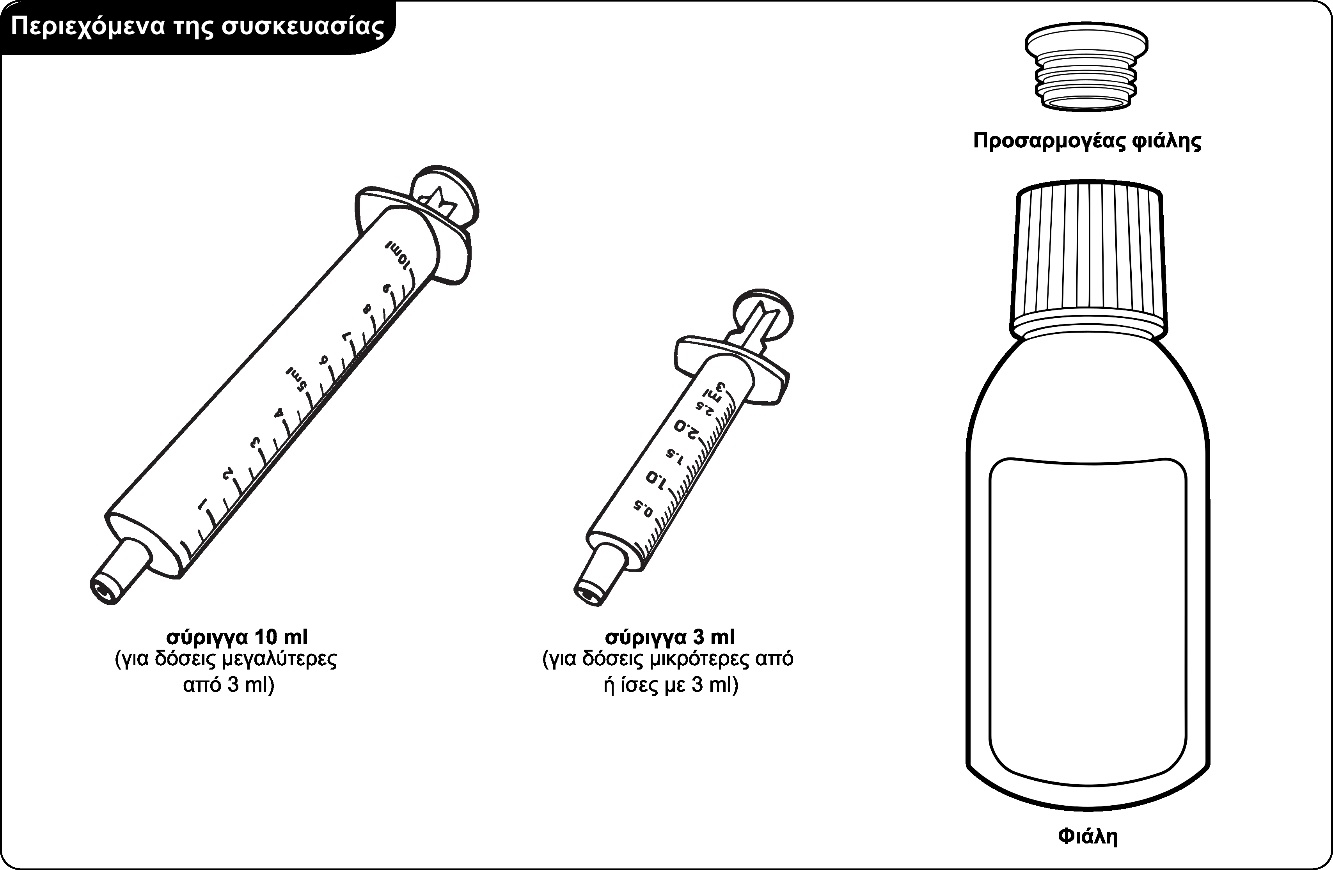 Περιεχόμενα της συσκευασίας
Προσαρμογέας φιάλης
10ml
9
8
7
6
5ml
4
3
2
1
3
ml
2.5
2.0
1.5
1.0
0.5
σύριγγα 10 ml
(για δόσεις μεγαλύτερες
από 3 ml)
σύριγγα 3 ml
(για δόσεις μικρότερες από
ή ίσες με 3 ml)
Φιάλη